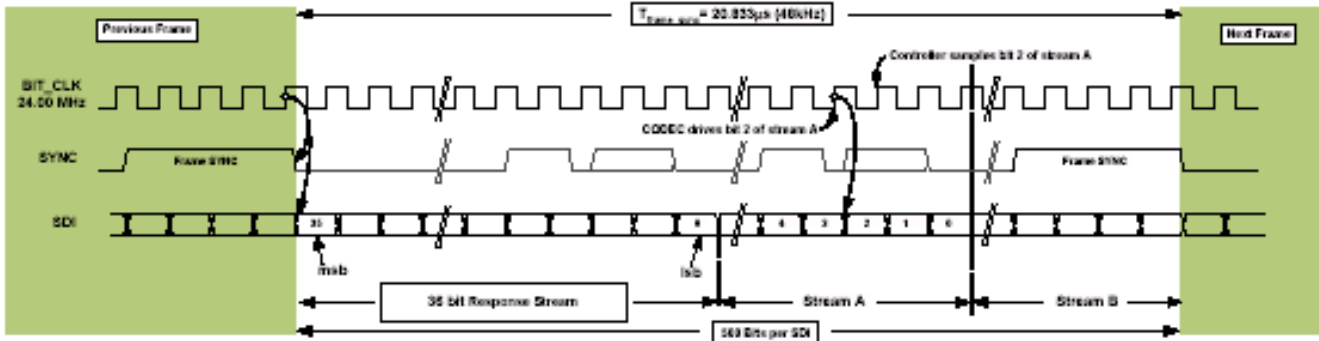 T frame_sync = 20.833µs (48kHz)
Previous Frame
Next Frame
Controller samples bit 2 of stream A
BIT_CLK
24.00 MHz
CODEC drives bit 2 of stream A
SYNC
Frame SYNC
Frame SYNC
SDI
35
4
3
2
1
0
msb
lsb
36 bit Response Stream
Stream A
Stream B
Bits per SDI